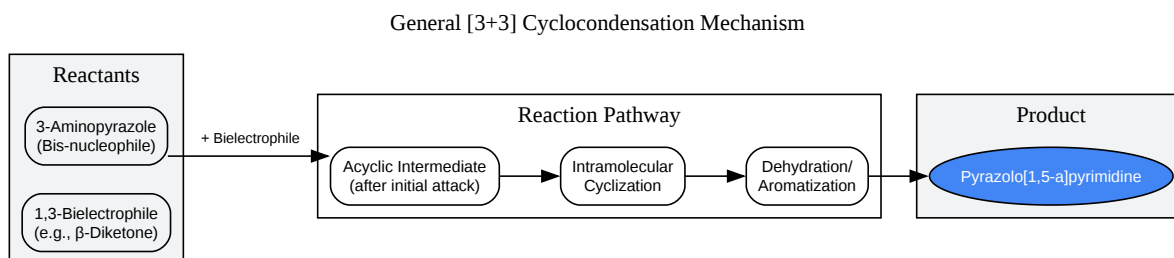 General [3+3] Cyclocondensation Mechanism
Reactants
3-Aminopyrazole
(Bis-nucleophile)
1,3-Bielectrophile
(e.g., β-Diketone)
+ Bielectrophile
Reaction Pathway
Acyclic Intermediate
(after initial attack)
Intramolecular
Cyclization
Dehydration/
Aromatization
Product
Pyrazolo[1,5-a]pyrimidine